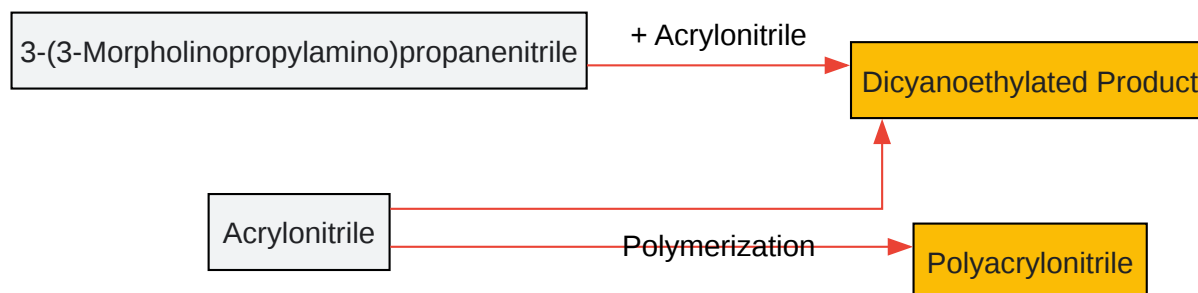 3-(3-Morpholinopropylamino)propanenitrile
+ Acrylonitrile
Dicyanoethylated Product
Acrylonitrile
Polymerization
Polyacrylonitrile